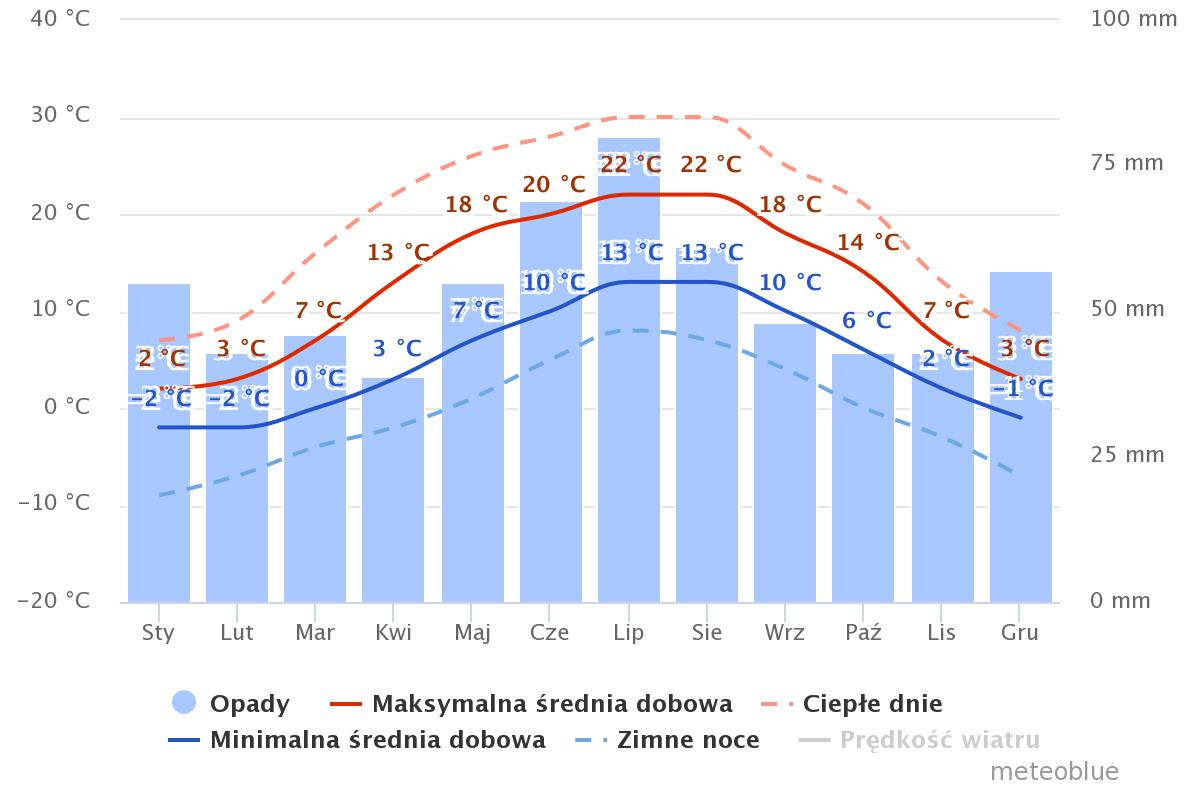 40 °C
100 mm
30 °C
22 °C 22 °C
75 mm
20 °C
18 °C
18 °C
20 °C
14 °C
13 °C
13 °C 13 °C
10 °C
10 °C
10 °C
7 °C
7 °C
7 °C
50 mm
6 °C
2 °C
3 °C
3 °C
2 °C
3 °C
0 °C
-1 °C
-2 °C
-2 °C
0 °C
25 mm
-10 °C
-20 °C
0 mm
Sty Lut Mar Kwi Maj Cze Lip Sie Wrz Paź Lis Gru
Opady Maksymalna średnia dobowa Ciepłe dnie
Minimalna średnia dobowa Zimne noce Prędkość wiatru
meteoblue